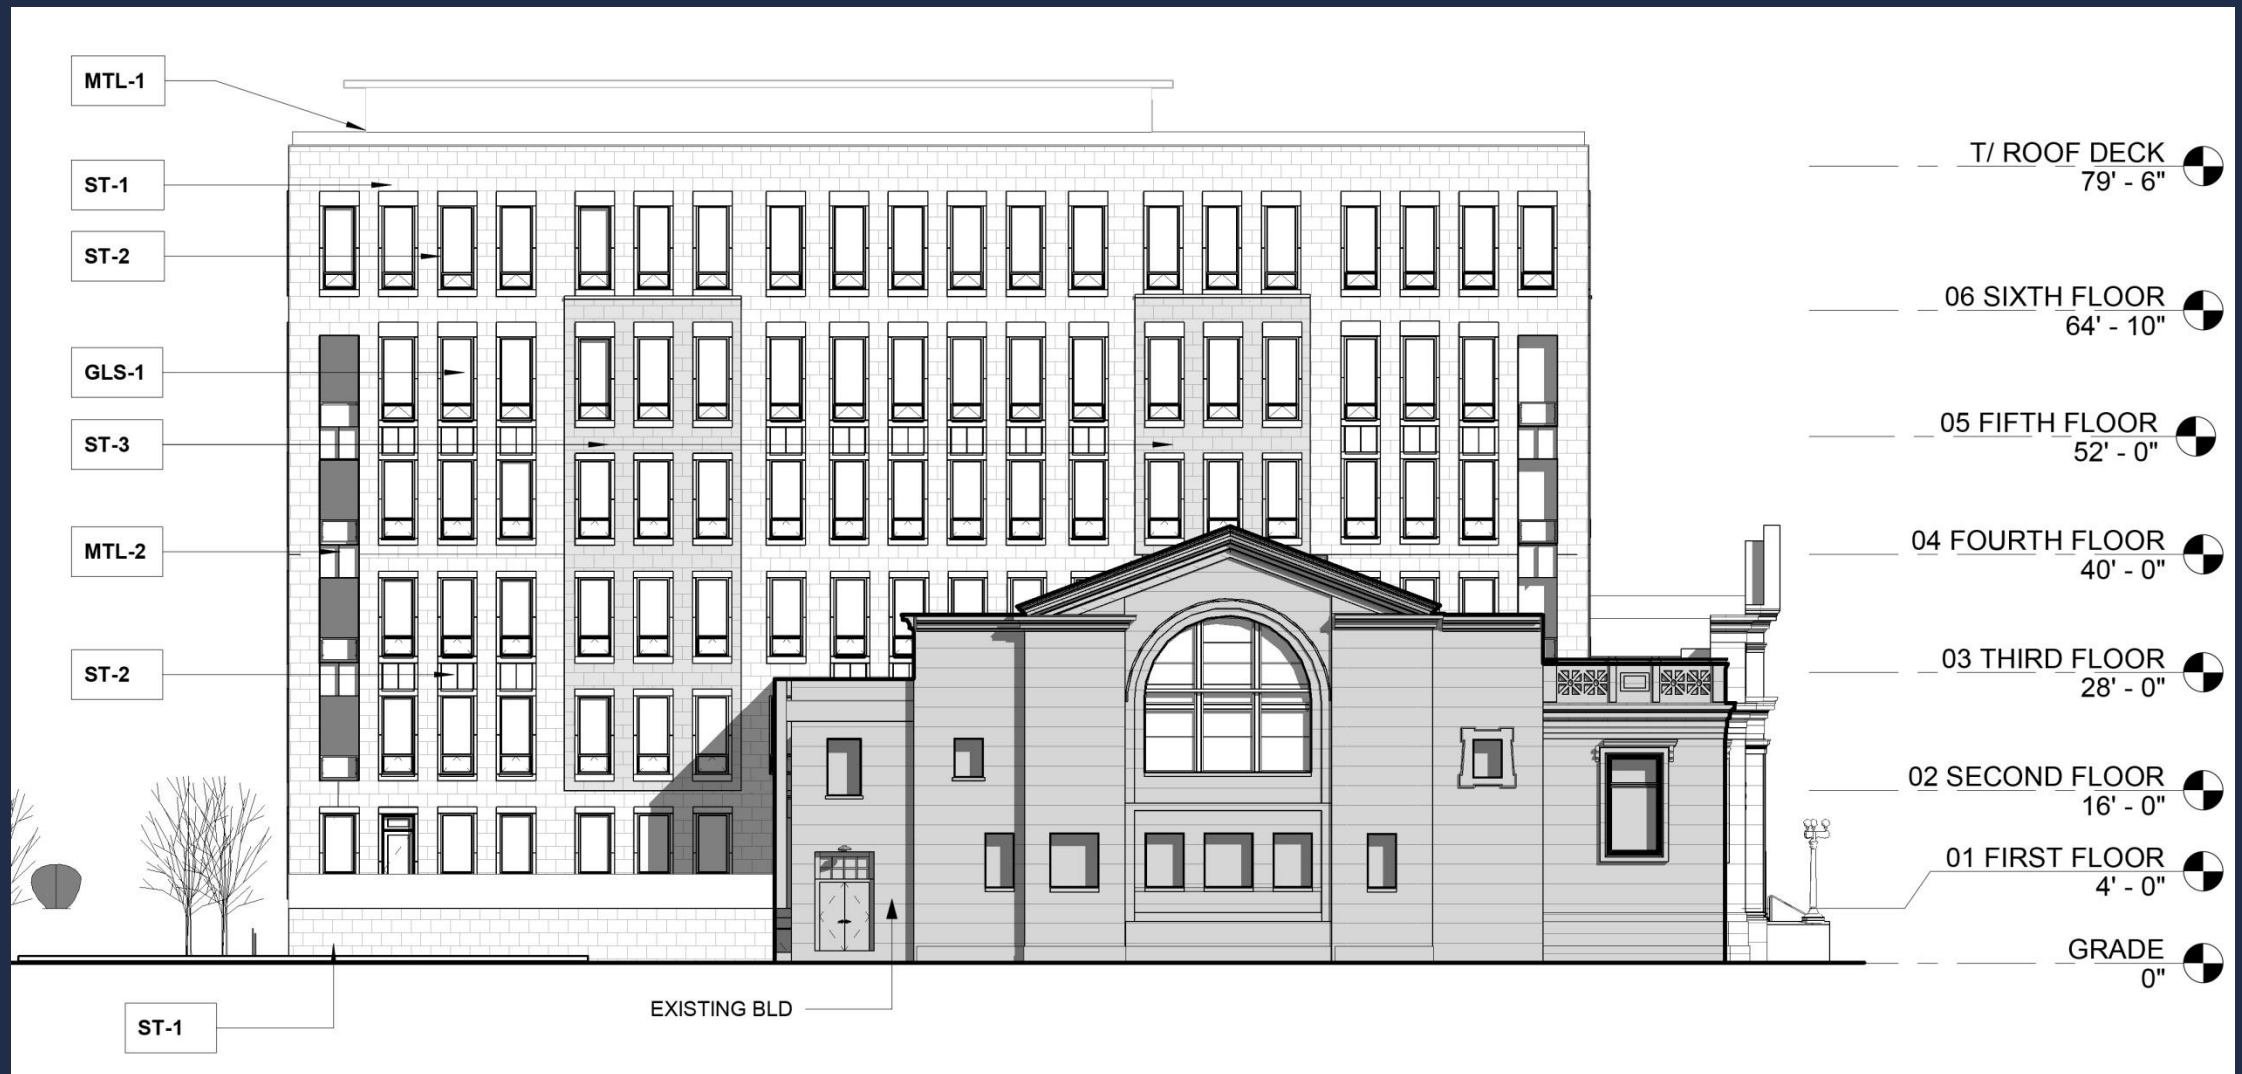 MTL-1
ST-1
ST-2
GLS-1
ST-3
MTL-2
ST-2
ST-1
EXISTING BLD
T/ ROOF DECK
79' - 6"
06 SIXTH FLOOR
64' - 10"
05 FIFTH FLOOR
52' - 0"
04 FOURTH FLOOR
40' - 0"
03 THIRD FLOOR
28' - 0"
02 SECOND FLOOR
16' - 0"
01 FIRST FLOOR
4' - 0"
GRADE
0"